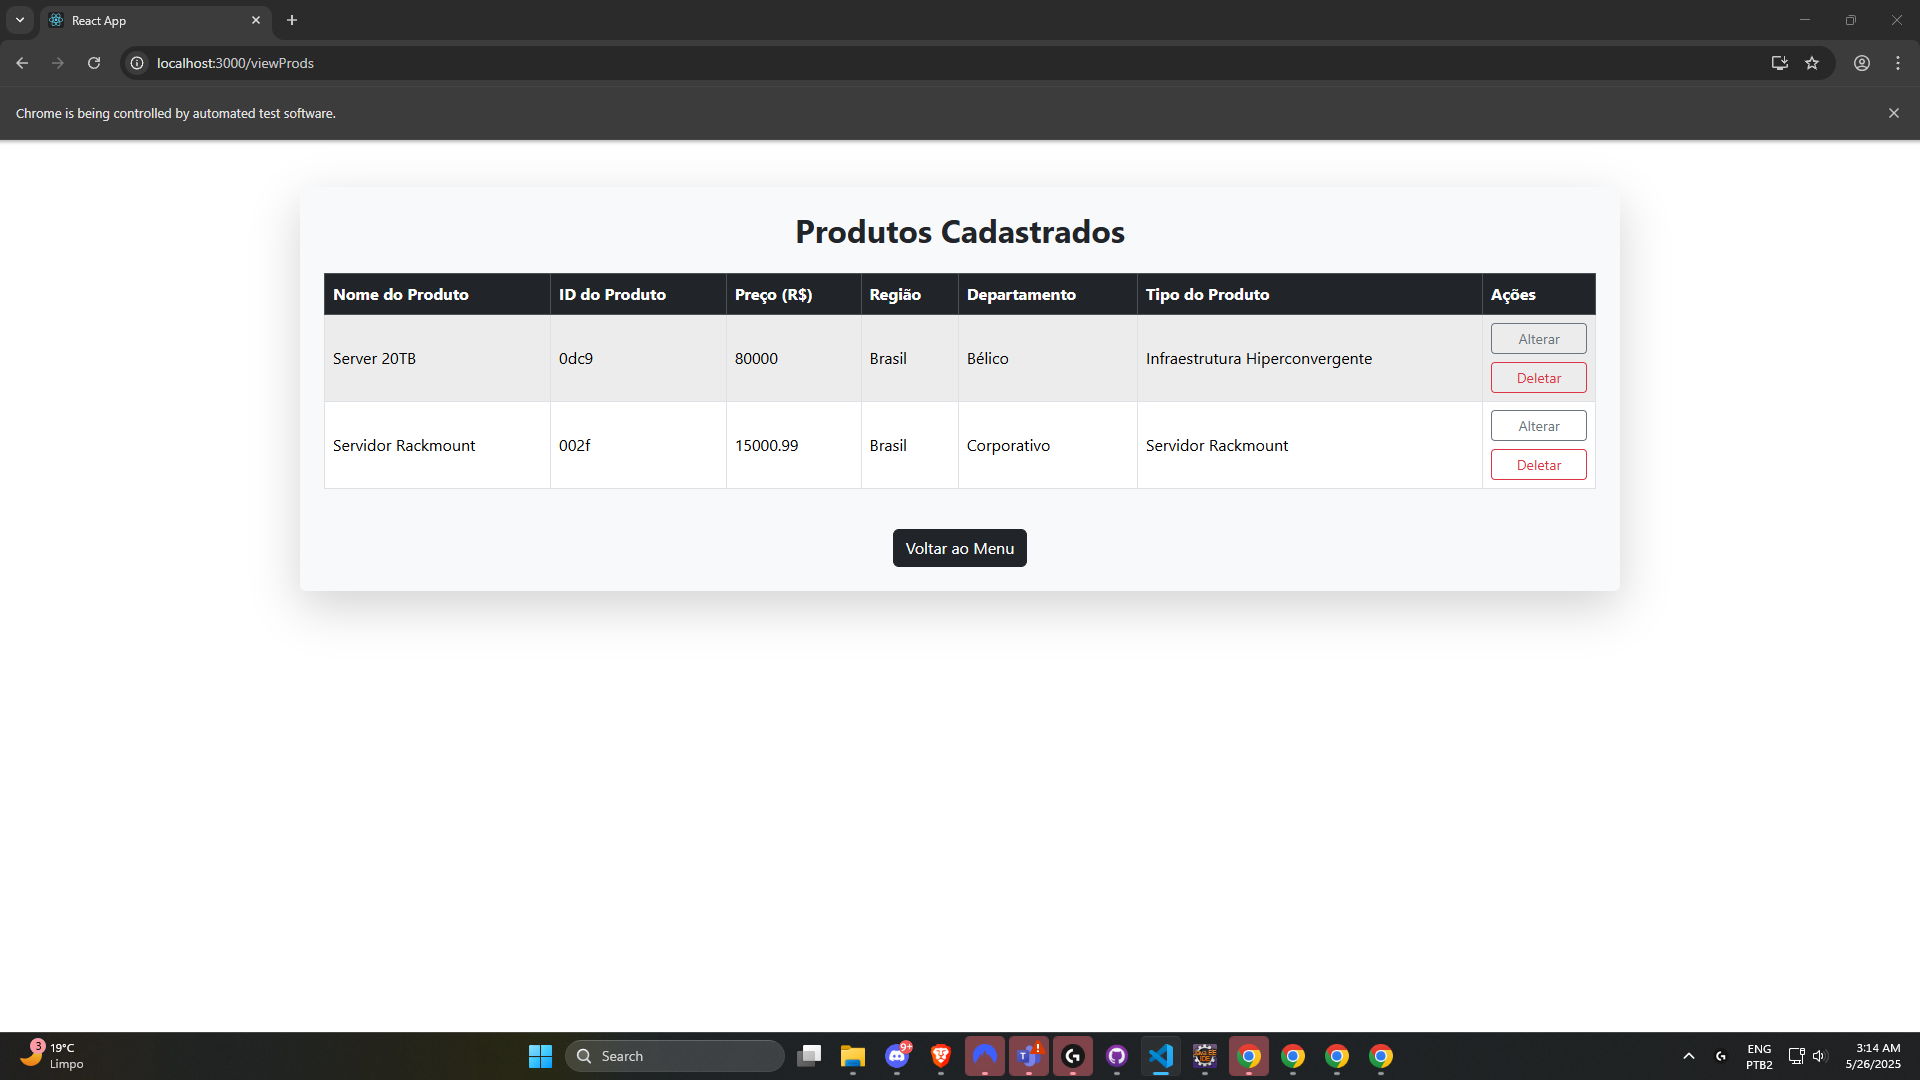 React App
localhost:3000/viewProds
Chrome is being controlled by automated test software.
Produtos Cadastrados
Nome do Produto ID do Produto Preço (R$) Região Departamento Tipo do Produto Ações
Server 20TB 0dc9 80000 Brasil Bélico Infraestrutura Hiperconvergente Alterar
Deletar
Servidor Rackmount 002f 15000.99 Brasil Corporativo Servidor Rackmount Alterar
Deletar
Voltar ao Menu
3
19°C
Limpo
Search
9+
ENG
PTB2
3:14 AM
5/26/2025